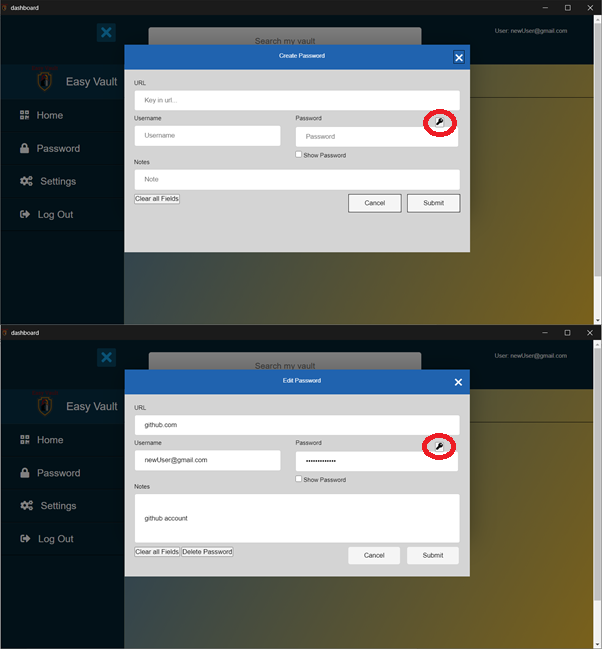 dashboard
Search my vault
User: newUser@gmail.com
Create Password
Easy Vault
URL
Key in url...
Home
Username
Password
Username
Password
Password
Show Password
Notes
Settings
Note
Clear all Fields
Cancel
Submit
Log Out
dashboard
Search my vault
User: newUser@gmail.com
Edit Password
Easy Vault
URL
github.com
Home
Username
Password
newUser@gmail.com
•••••••••••••
Password
Show Password
Notes
Settings
github account
Log Out
Clear all Fields
Delete Password
Cancel
Submit